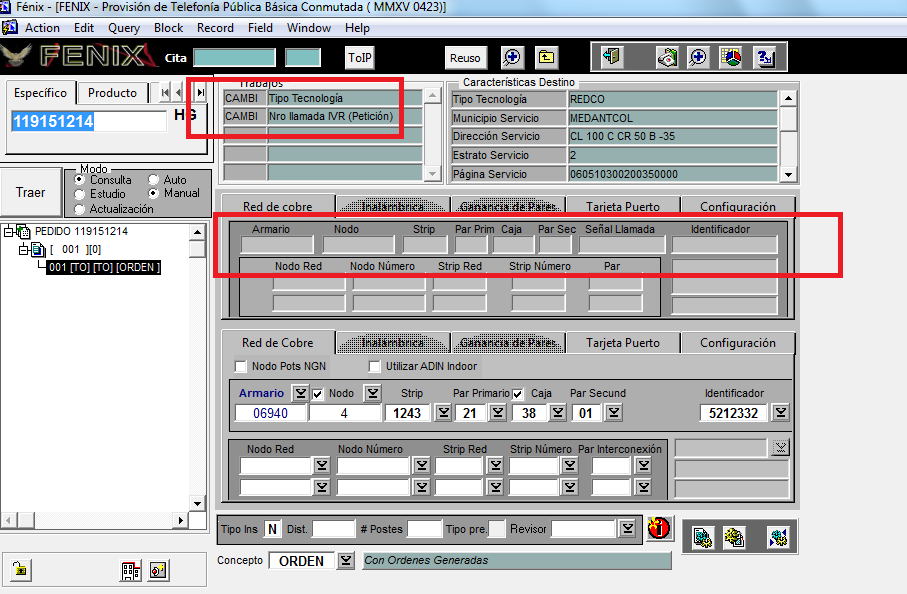 Fénix - [FENIX - Provisión de Telefonía Pública Básica Conmutada ( MMXV 0423)]
Action Edit Query Block Record Field Window Help
FENIX Cita ToIP Reuso
Específico Producto
119151214 HG
Trabajos
CAMBI Tipo Tecnología
CAMBI Nro llamada IVR (Petición)
Características Destino
Tipo Tecnología REDCO
Municipio Servicio MEDANTCOL
Dirección Servicio CL 100 C CR 50 B -35
Estrato Servicio 2
Página Servicio 060510300200350000
Traer
Modo
Consulta Auto
Estudio Manual
Actualización
PEDIDO 119151214
[ 001 ][0]
001 [TO] [TO] [ORDEN ]
Red de cobre Inalámbrica Ganancia de Pares Tarjeta Puerto Configuración
Armario Nodo Strip Par Prim Caja Par Sec Señal Llamada Identificador
Nodo Red Nodo Número Strip Red Strip Número Par
Red de Cobre Inalámbrica Ganancia de Pares Tarjeta Puerto Configuración
Nodo Pots NGN Utilizar ADIN Indoor
Armario Nodo Strip Par Primario Caja Par Secund Identificador
06940 4 1243 21 38 01 5212332
Nodo Red Nodo Número Strip Red Strip Número Par Interconexión
Tipo Ins N Dist. # Postes Tipo pre. Revisor
Concepto ORDEN Con Ordenes Generadas